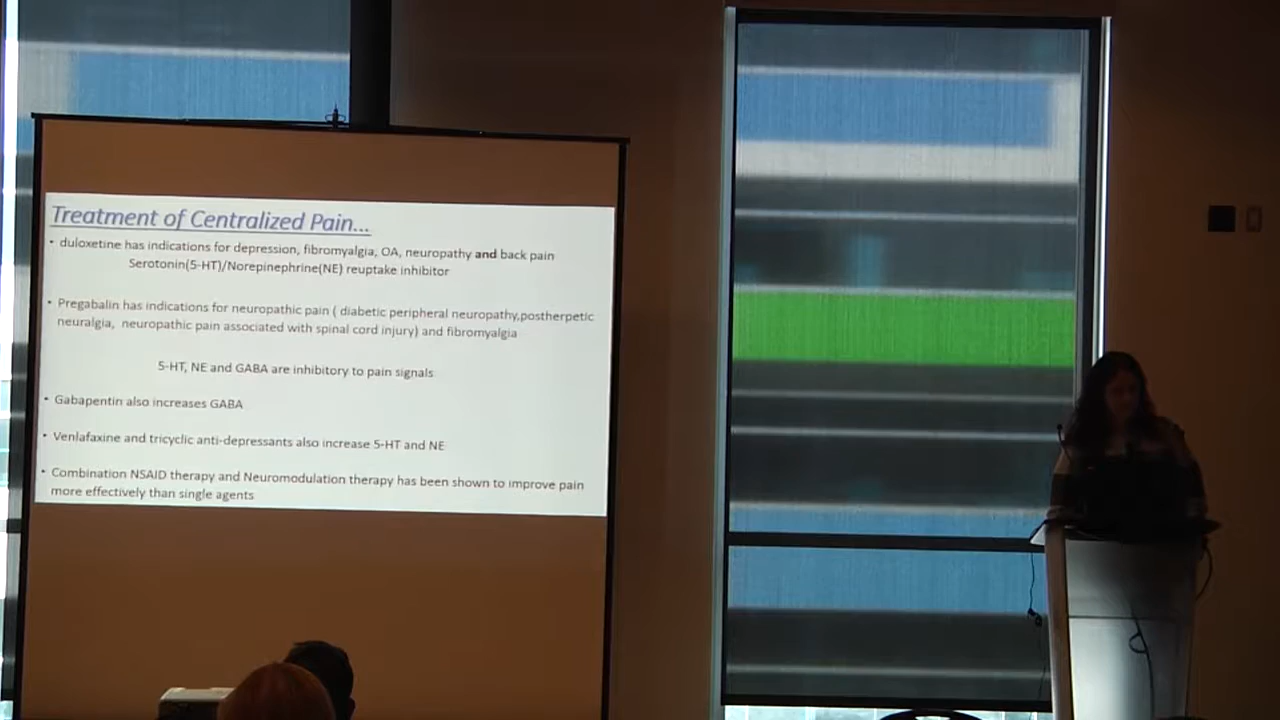 Treatment of Centralized Pain...
• duloxetine has indications for depression, fibromyalgia, OA, neuropathy and back pain
Serotonin(5-HT)/Norepinephrine(NE) reuptake inhibitor
• Pregabalin has indications for neuropathic pain ( diabetic peripheral neuropathy,postherpetic
neuralgia, neuropathic pain associated with spinal cord injury) and fibromyalgia
5-HT, NE and GABA are inhibitory to pain signals
• Gabapentin also increases GABA
• Venlafaxine and tricyclic anti-depressants also increase 5-HT and NE
• Combination NSAID therapy and Neuromodulation therapy has been shown to improve pain
more effectively than single agents